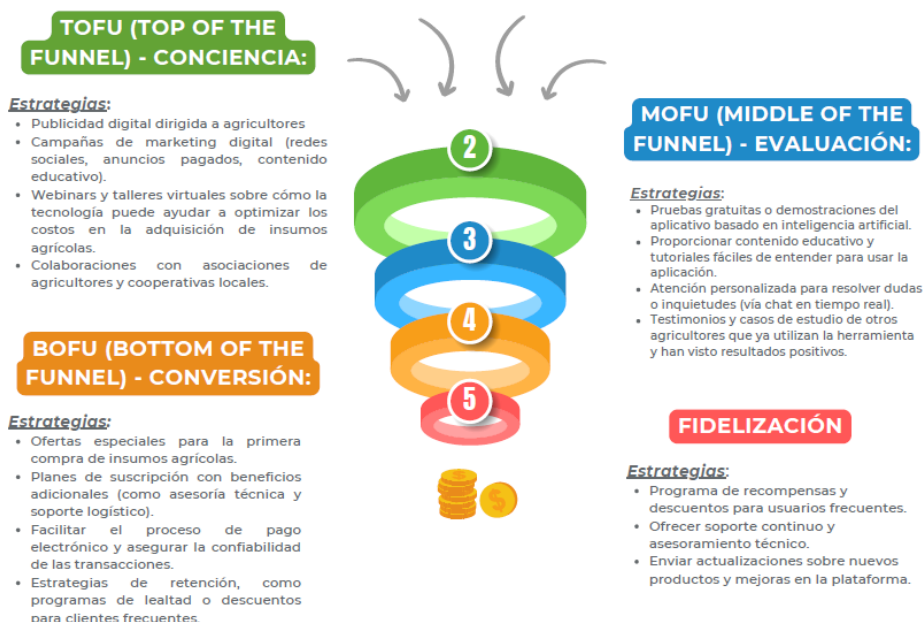 TOFU (TOP OF THE
FUNNEL) - CONCIENCIA:
Estrategias:
• Publicidad digital dirigida a agricultores
• Campañas de marketing digital (redes
sociales, anuncios pagados, contenido
educativo).
• Webinars y talleres virtuales sobre cómo la
tecnología puede ayudar a optimizar los
costos en la adquisición de insumos
agrícolas.
• Colaboraciones con asociaciones de
agricultores y cooperativas locales.
2
3
4
5
MOFU (MIDDLE OF THE
FUNNEL) - EVALUACIÓN:
Estrategias:
• Pruebas gratuitas o demostraciones del
aplicativo basado en inteligencia artificial.
• Proporcionar contenido educativo y
tutoriales fáciles de entender para usar la
aplicación.
• Atención personalizada para resolver dudas
o inquietudes (vía chat en tiempo real).
• Testimonios y casos de estudio de otros
agricultores que ya utilizan la herramienta
y han visto resultados positivos.
BOFU (BOTTOM OF THE
FUNNEL) - CONVERSIÓN:
Estrategias:
• Ofertas especiales para la primera
compra de insumos agrícolas.
• Planes de suscripción con beneficios
adicionales (como asesoría técnica y
soporte logístico).
• Facilitar el proceso de pago
electrónico y asegurar la confiabilidad
de las transacciones.
• Estrategias de retención, como
programas de lealtad o descuentos
para clientes frecuentes.
$
$
FIDELIZACIÓN
Estrategias:
• Programa de recompensas y
descuentos para usuarios frecuentes.
• Ofrecer soporte continuo y
asesoramiento técnico.
• Enviar actualizaciones sobre nuevos
productos y mejoras en la plataforma.